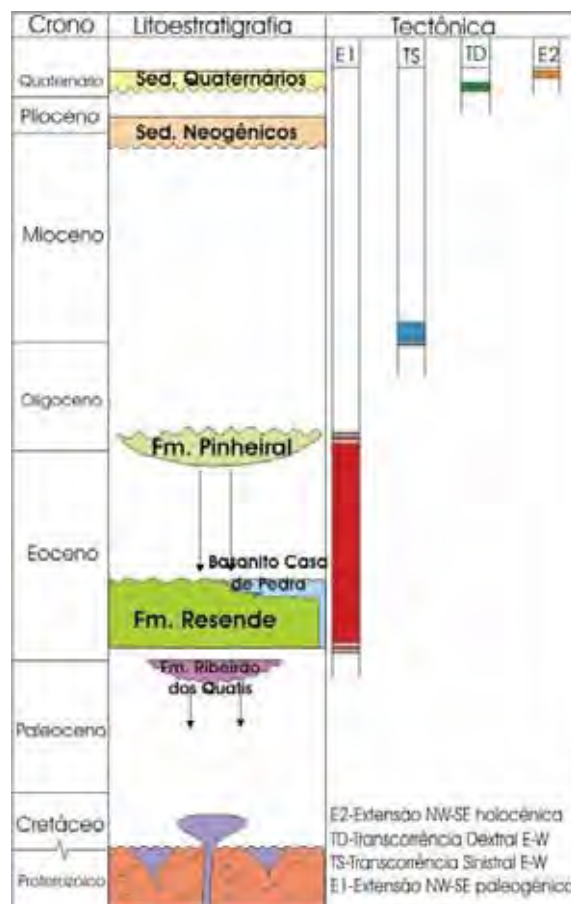 Crono
Litoestratigrafia
Tectônica
E1
TS
TD
E2
Quaternário
Sed. Quaternários
Plioceno
Sed. Neogênicos
Mioceno
Oligoceno
Fm. Pinheiral
Eoceno
Basanito Casa
de Pedra
Fm. Resende
Fm. Ribeirão
dos Quatis
Paleoceno
Cretáceo
Proterozóico
E2-Extensão NW-SE holocênica
TD-Transcorrência Dextral E-W
TS-Transcorrência Sinistral E-W
E1-Extensão NW-SE paleogênica